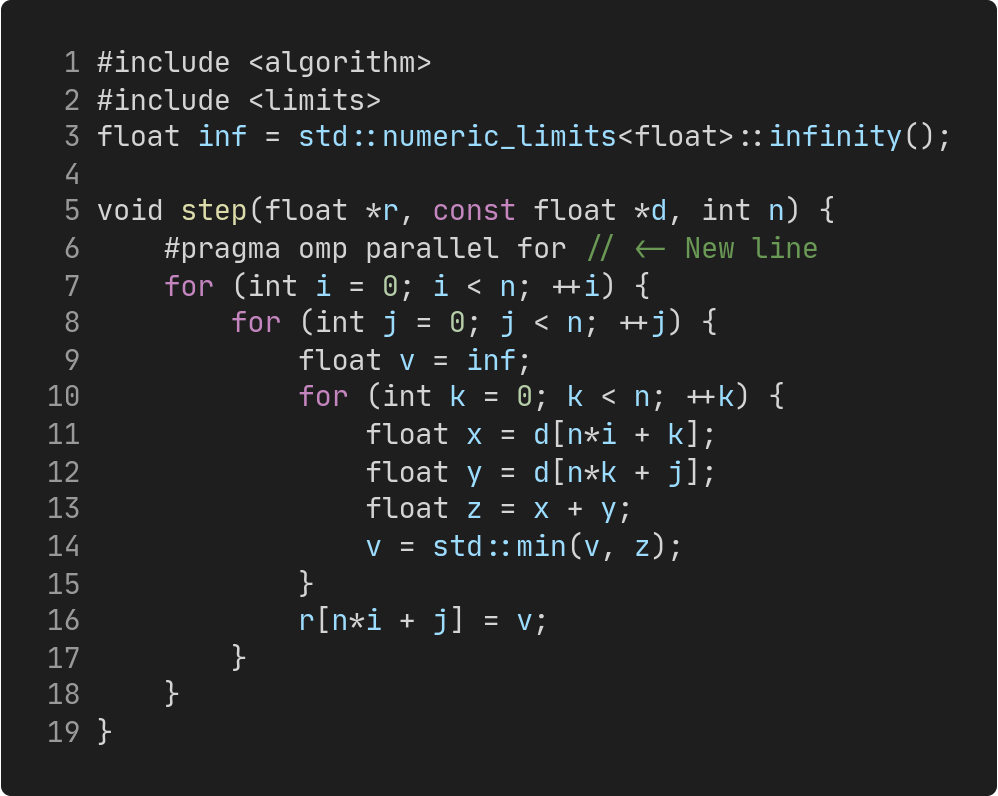 1 #include <algorithm>
2 #include <limits>
3 float inf = std::numeric_limits<float>::infinity();
4
5 void step(float *r, const float *d, int n) {
6     #pragma omp parallel for // <- New line
7     for (int i = 0; i < n; ++i) {
8         for (int j = 0; j < n; ++j) {
9             float v = inf;
10             for (int k = 0; k < n; ++k) {
11                 float x = d[n*i + k];
12                 float y = d[n*k + j];
13                 float z = x + y;
14                 v = std::min(v, z);
15             }
16             r[n*i + j] = v;
17         }
18     }
19 }